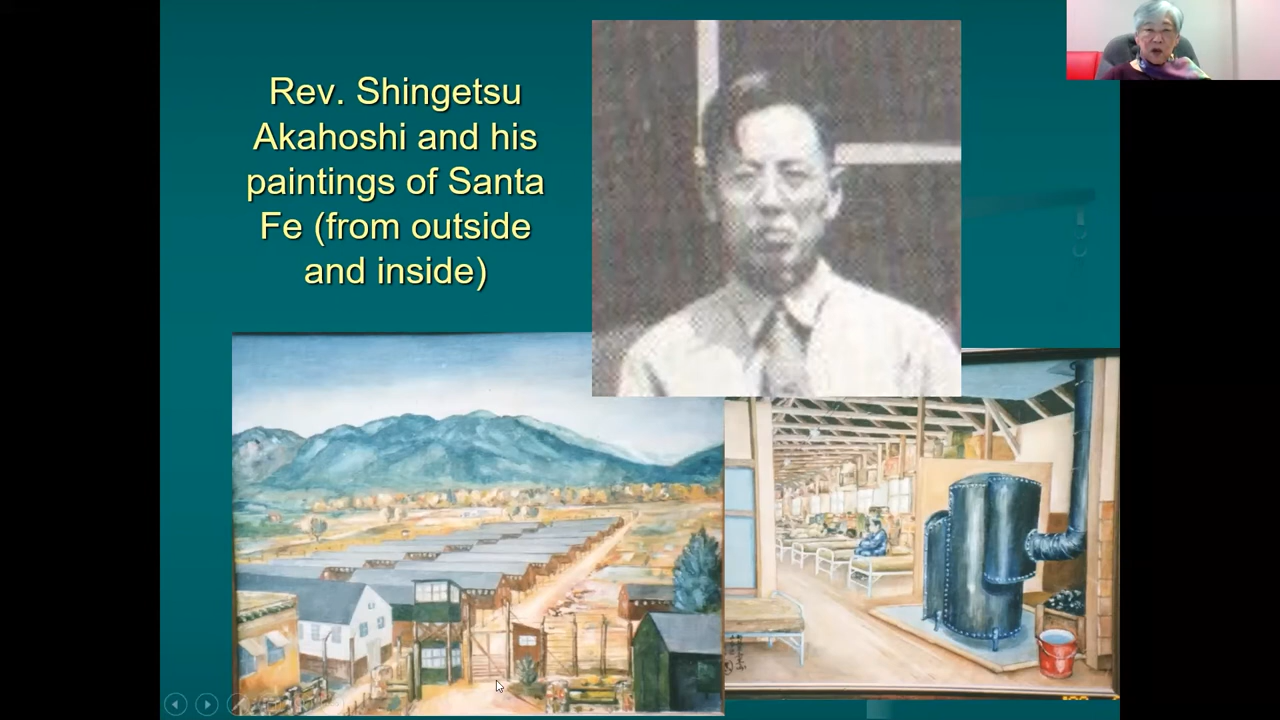 Rev. Shingetsu
Akahoshi and his
paintings of Santa
Fe (from outside
and inside)